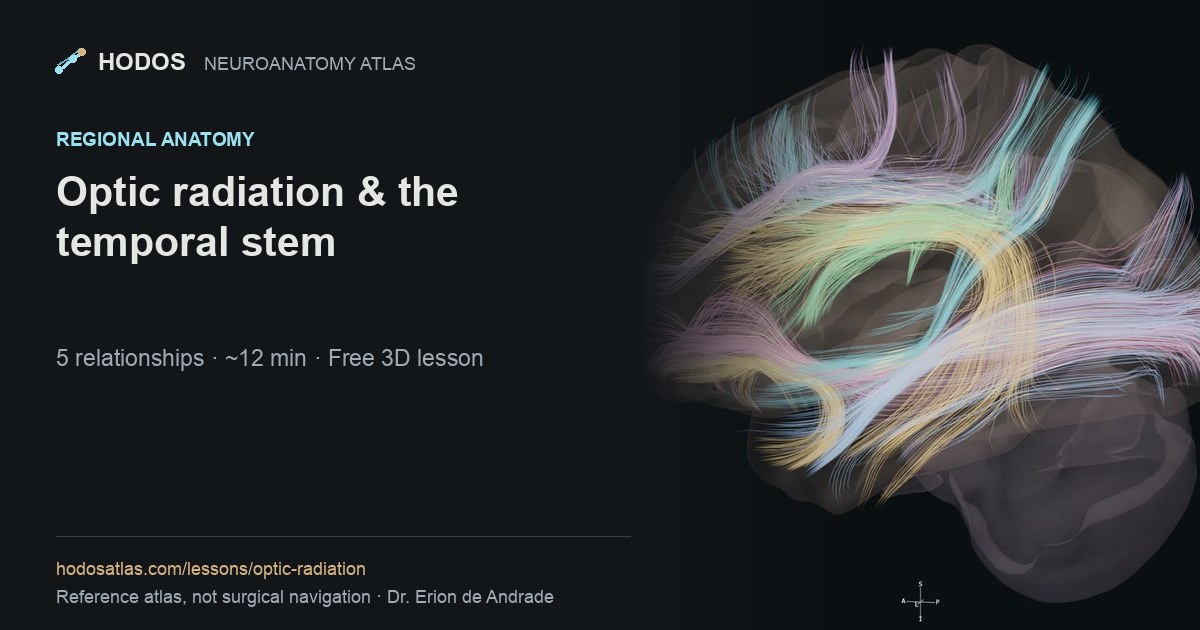 HODOS NEUROANATOMY ATLAS
REGIONAL ANATOMY
Optic radiation & the
temporal stem
5 relationships · ~12 min · Free 3D lesson
hodosatlas.com/lessons/optic-radiation
Reference atlas, not surgical navigation · Dr. Erion de Andrade
S
A L P
I